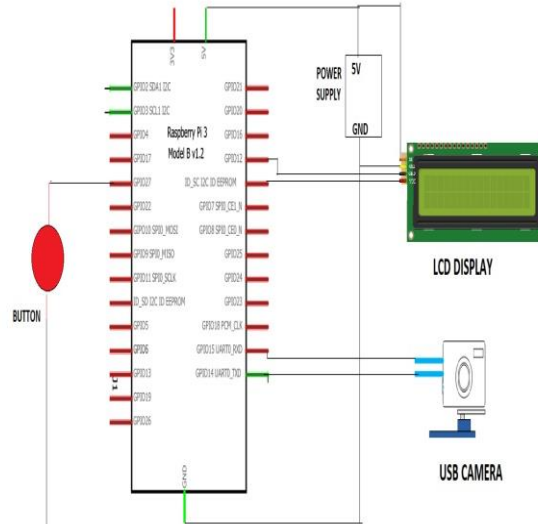 3V3
5V
GPIO2 SDA1 I2C
GPIO3 SCL1 I2C
GPIO4
GPIO17
GPIO27
GPIO22
GPIO10 SPI0_MOSI
GPIO9 SPI0_MISO
GPIO11 SPI0_SCLK
ID_SD I2C ID EEPROM
GPIO5
GPIO6
GPIO13
GPIO19
GPIO26
Raspberry Pi 3
Model B v1.2
GPIO21
GPIO20
GPIO16
GPIO12
ID_SC I2C ID EEPROM
GPIO7 SPI0_CE1_N
GPIO8 SPI0_CE0_N
GPIO25
GPIO24
GPIO23
GPIO18 PCM_CLK
GPIO15 UART0_RXD
GPIO14 UART0_TXD
GND
BUTTON
POWER
SUPPLY
5V
GND
LCD DISPLAY
USB CAMERA